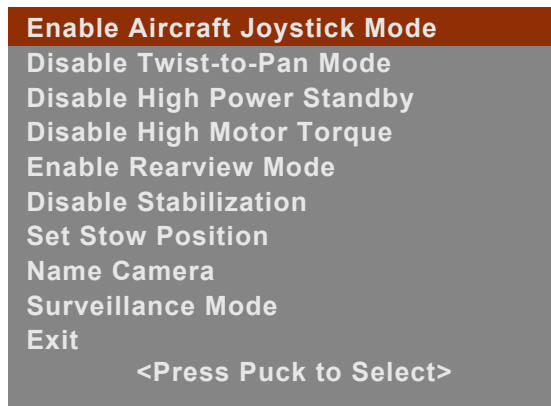 Enable Aircraft Joystick Mode
Disable Twist-to-Pan Mode
Disable High Power Standby
Disable High Motor Torque
Enable Rearview Mode
Disable Stabilization
Set Stow Position
Name Camera
Surveillance Mode
Exit
<Press Puck to Select>